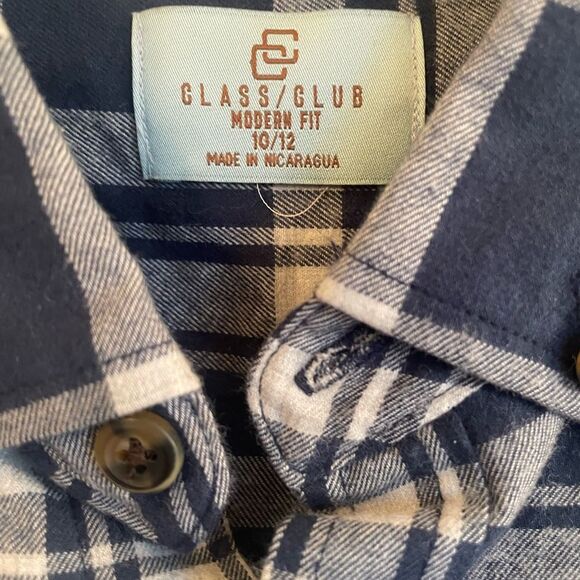 CLASS/CLUB
MODERN FIT
10/12
MADE IN NICARAGUA